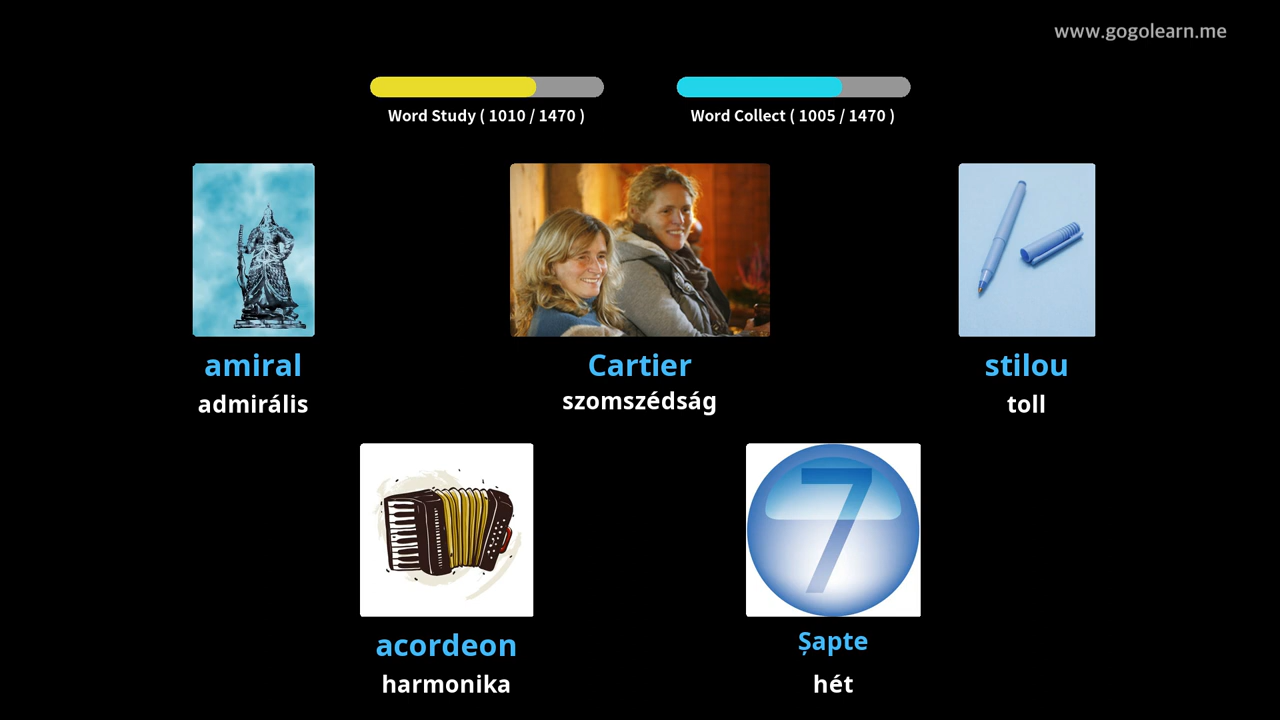 www.gogolearn.me
Word Study ( 1010 / 1470 )
Word Collect ( 1005 / 1470 )
amiral
admirális
Cartier
szomszédság
stilou
toll
acordeon
harmonika
7
Șapte
hét